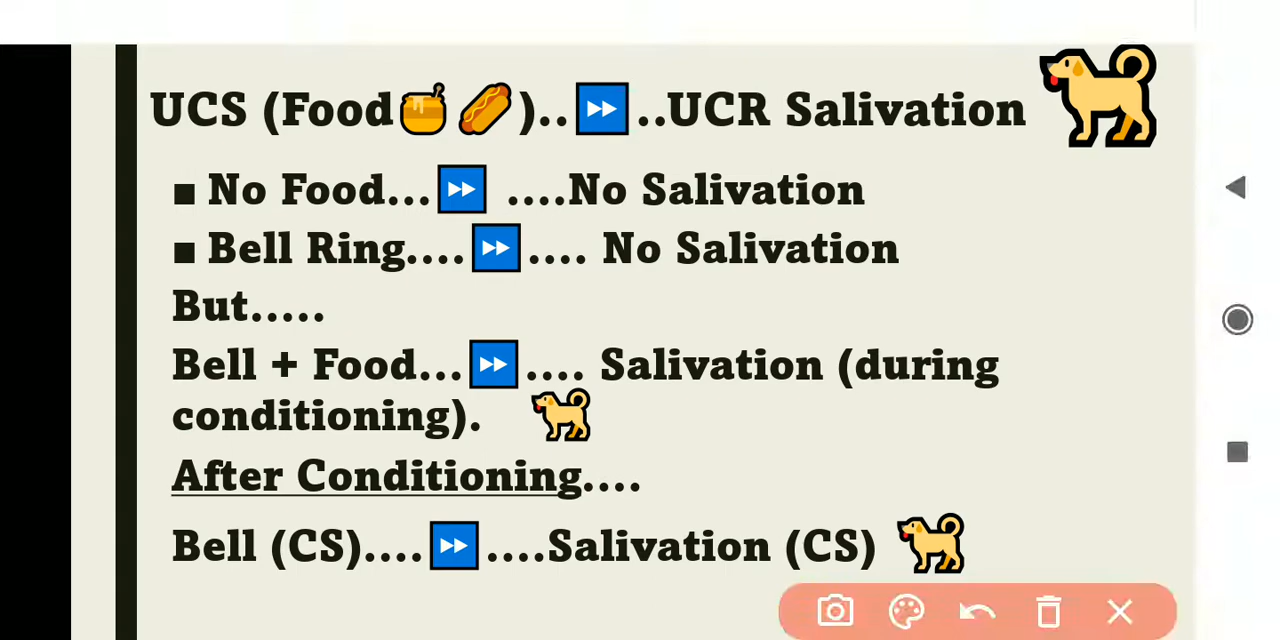 UCS (Food🍯🌭)..⏩..UCR Salivation 🐕
▪ No Food...⏩ ....No Salivation
▪ Bell Ring....⏩.... No Salivation
But.....
Bell + Food...⏩.... Salivation (during
conditioning). 🐕
After Conditioning....
Bell (CS)....⏩....Salivation (CS) 🐕